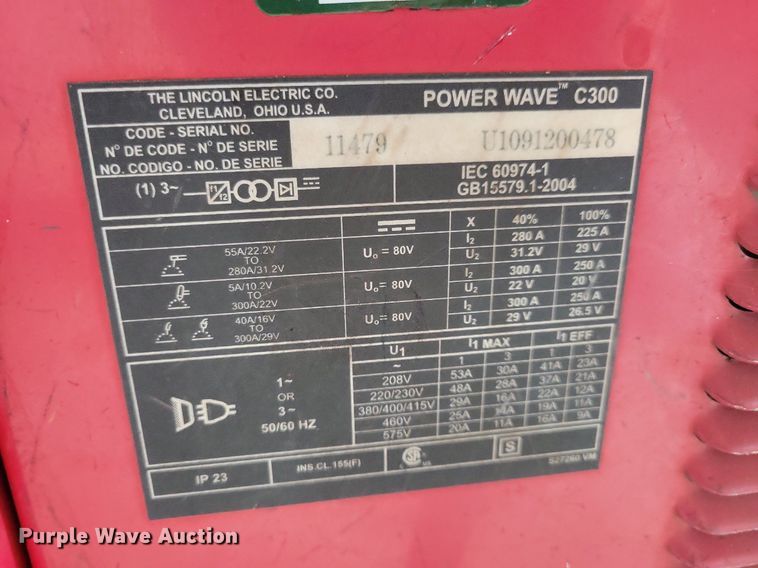 THE LINCOLN ELECTRIC CO.
CLEVELAND, OHIO U.S.A.
POWER WAVE™ C300
CODE - SERIAL NO.
N° DE CODE - N° DE SERIE
NO. CODIGO - NO. DE SERIE
11479 U1091200478
(1) 3~ f1 f2
IEC 60974-1
GB15579.1-2004
X 40% 100%
55A/22.2V
TO
280A/31.2V
U₀ = 80V
I₂ 280 A 225 A
U₂ 31.2V 29 V
5A/10.2V
TO
300A/22V
U₀ = 80V
I₂ 300 A 250 A
U₂ 22 V 20 V
40A/16V
TO
300A/29V
U₀ = 80V
I₂ 300 A 250 A
U₂ 29 V 26.5 V
1~
OR
3~
50/60 HZ
U₁ I₁ MAX I₁ EFF
~ 1 3 1 3
208V 53A 30A 41A 23A
220/230V 48A 28A 37A 21A
380/400/415V 29A 16A 22A 12A
460V 25A 14A 19A 11A
575V 20A 11A 16A 9A
IP 23
INS.CL.155(F)
C US
S
S27260 VM
Purple Wave Auction